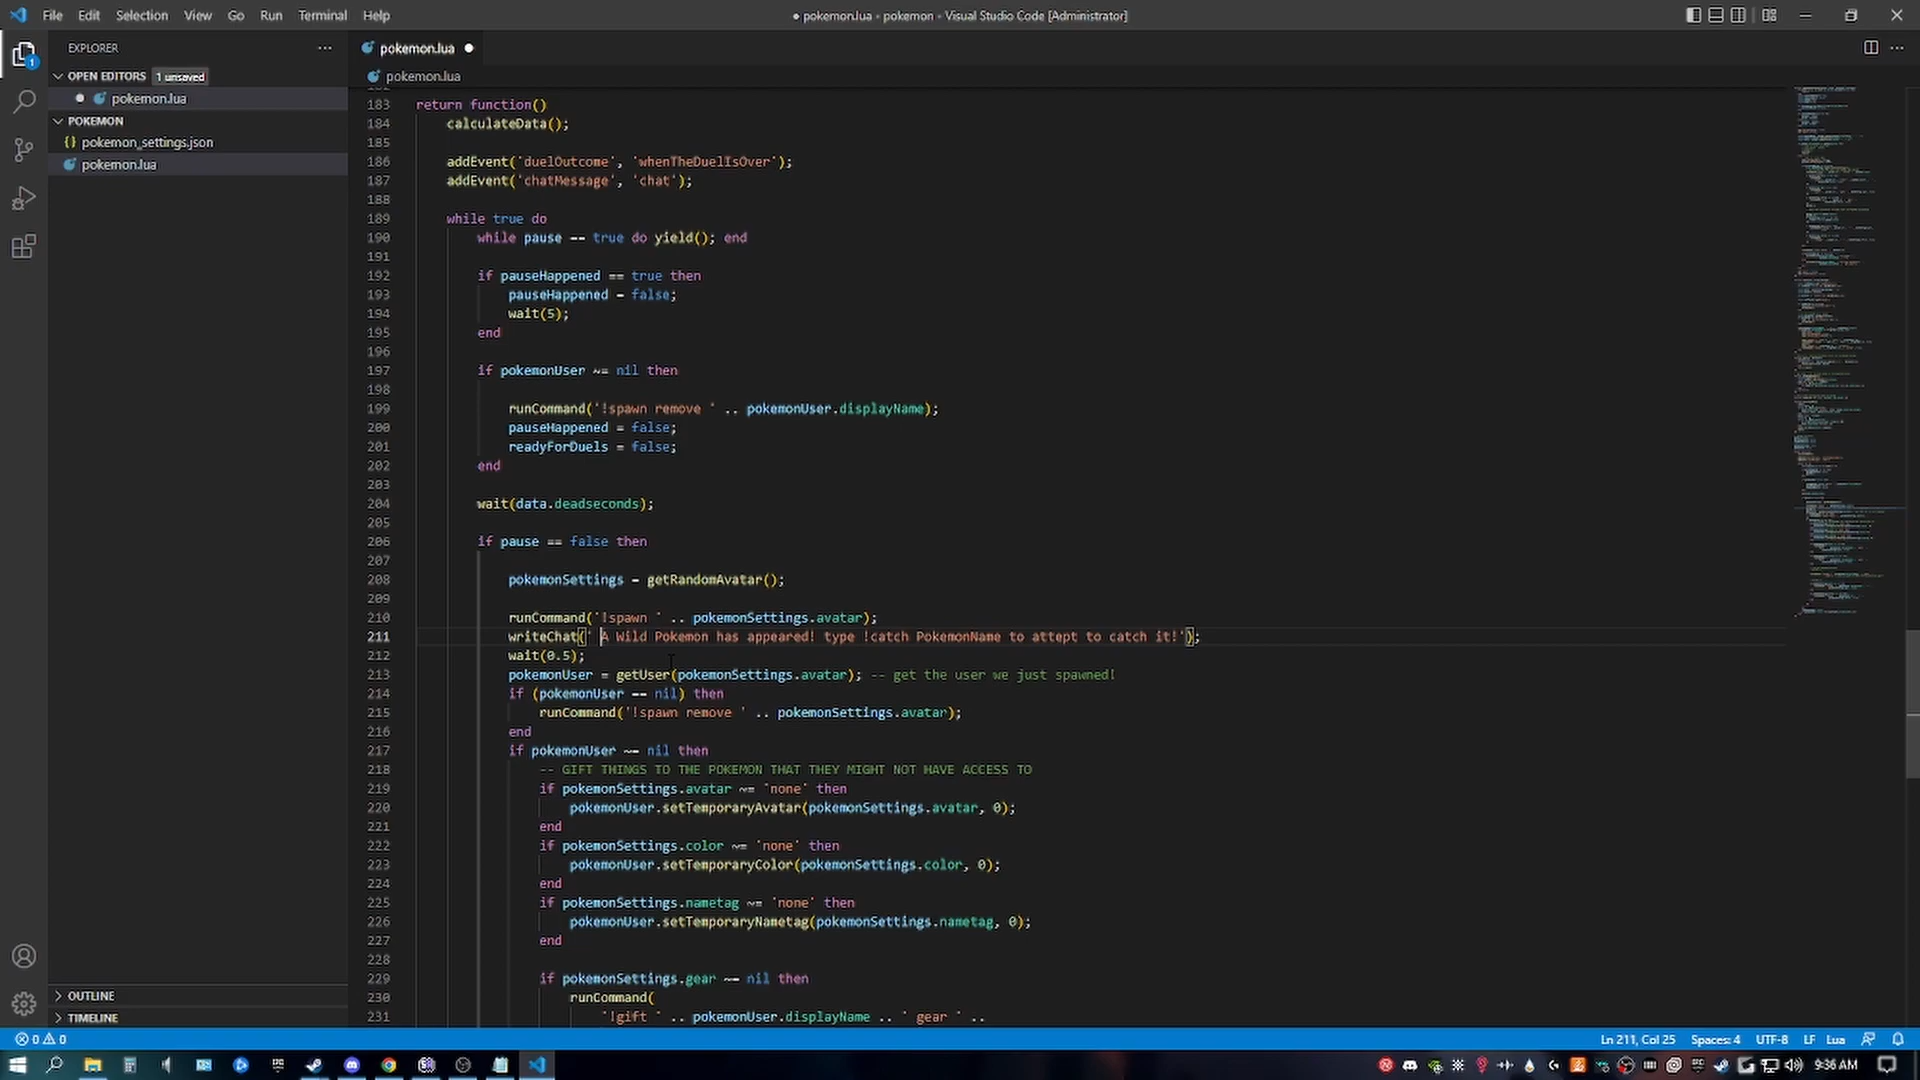 File Edit Selection View Go Run Terminal Help
● pokemon.lua - pokemon - Visual Studio Code [Administrator]
EXPLORER
OPEN EDITORS 1 unsaved
pokemon.lua
POKEMON
{} pokemon_settings.json
pokemon.lua
OUTLINE
TIMELINE
pokemon.lua
pokemon.lua
183 return function()
184 calculateData();
185
186 addEvent('duelOutcome', 'whenTheDuelIsOver');
187 addEvent('chatMessage', 'chat');
188
189 while true do
190 while pause == true do yield(); end
191
192 if pauseHappened == true then
193 pauseHappened = false;
194 wait(5);
195 end
196
197 if pokemonUser ~= nil then
198
199 runCommand('!spawn remove ' .. pokemonUser.displayName);
200 pauseHappened = false;
201 readyForDuels = false;
202 end
203
204 wait(data.deadseconds);
205
206 if pause == false then
207
208 pokemonSettings = getRandomAvatar();
209
210 runCommand('!spawn ' .. pokemonSettings.avatar);
211 writeChat(' A Wild Pokemon has appeared! type !catch PokemonName to attept to catch it!');
212 wait(0.5);
213 pokemonUser = getUser(pokemonSettings.avatar); -- get the user we just spawned!
214 if (pokemonUser == nil) then
215 runCommand('!spawn remove ' .. pokemonSettings.avatar);
216 end
217 if pokemonUser ~= nil then
218 -- GIFT THINGS TO THE POKEMON THAT THEY MIGHT NOT HAVE ACCESS TO
219 if pokemonSettings.avatar ~= 'none' then
220 pokemonUser.setTemporaryAvatar(pokemonSettings.avatar, 0);
221 end
222 if pokemonSettings.color ~= 'none' then
223 pokemonUser.setTemporaryColor(pokemonSettings.color, 0);
224 end
225 if pokemonSettings.nametag ~= 'none' then
226 pokemonUser.setTemporaryNametag(pokemonSettings.nametag, 0);
227 end
228
229 if pokemonSettings.gear ~= nil then
230 runCommand(
231 '!gift ' .. pokemonUser.displayName .. ' gear ' ..
0 0 Ln 211, Col 25 Spaces: 4 UTF-8 LF Lua
9:36 AM